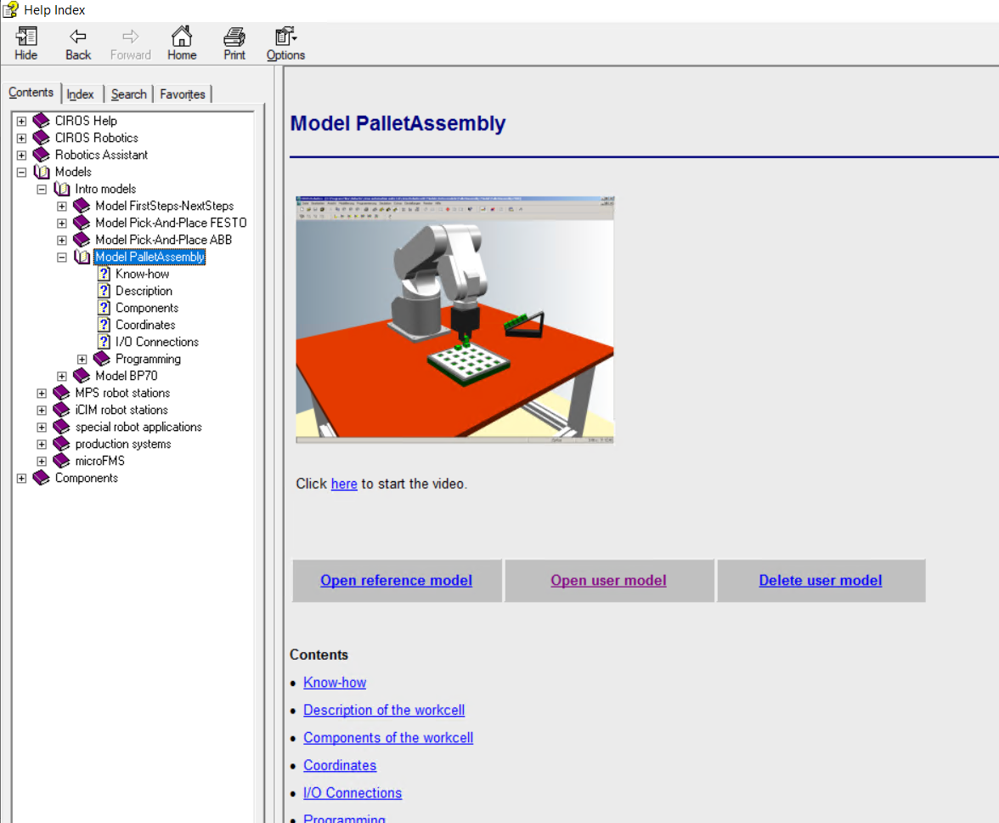 Help Index
Hide Back Forward Home Print Options
Contents Index Search Favorites
CIROS Help
CIROS Robotics
Robotics Assistant
Models
Intro models
Model FirstSteps-NextSteps
Model Pick-And-Place FESTO
Model Pick-And-Place ABB
Model PalletAssembly
Know-how
Description
Components
Coordinates
I/O Connections
Programming
Model BP70
MPS robot stations
iCIM robot stations
special robot applications
production systems
microFMS
Components
Model PalletAssembly
Click here to start the video.
Open reference model Open user model Delete user model
Contents
• Know-how
• Description of the workcell
• Components of the workcell
• Coordinates
• I/O Connections
• Programming